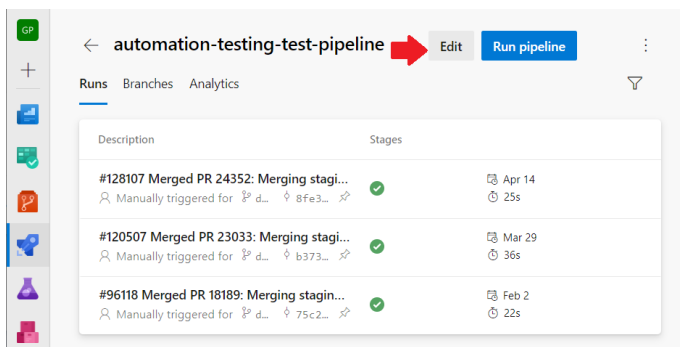 GP
automation-testing-test-pipeline
Edit
Run pipeline
Runs Branches Analytics
Description Stages
#128107 Merged PR 24352: Merging stagi...
Manually triggered for d... 8fe3... Apr 14
25s
#120507 Merged PR 23033: Merging stagi...
Manually triggered for d... b373... Mar 29
36s
#96118 Merged PR 18189: Merging stagin...
Manually triggered for d... 75c2... Feb 2
22s